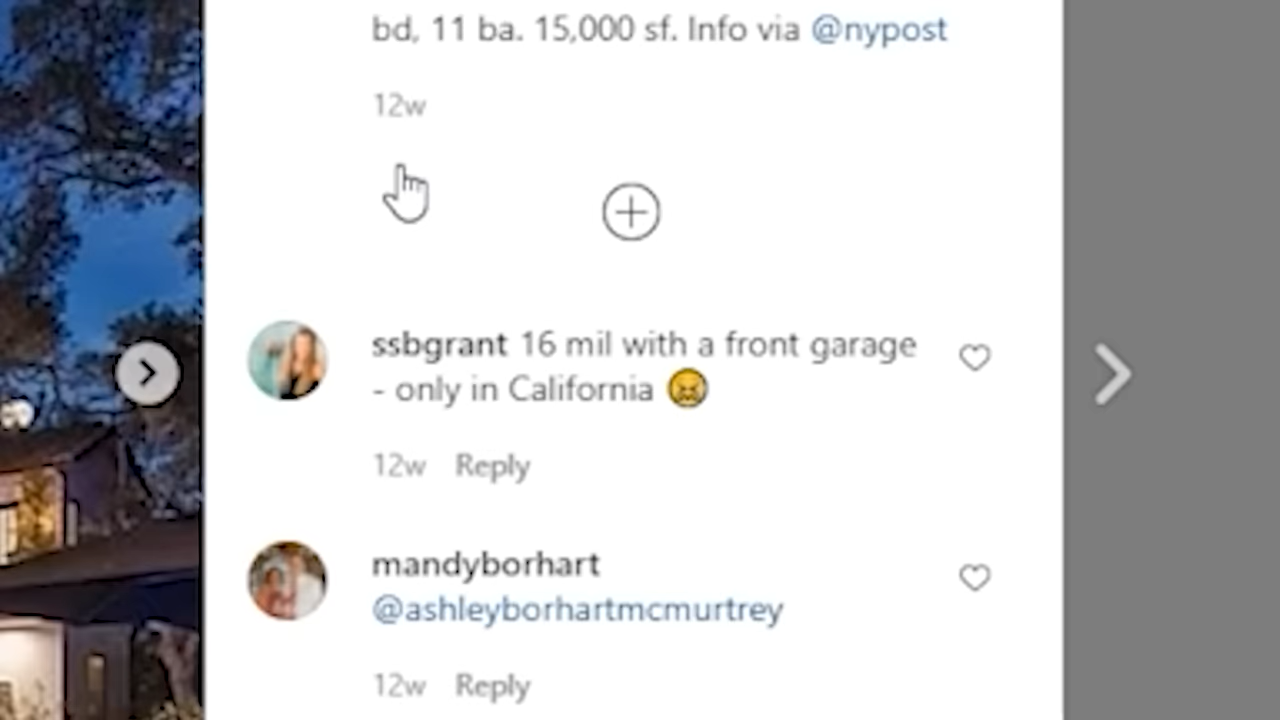 bd, 11 ba. 15,000 sf. Info via @nypost
12w
ssbgrant 16 mil with a front garage
- only in California 😖
12w Reply
mandyborhart
@ashleyborhartmcmurtrey
12w Reply